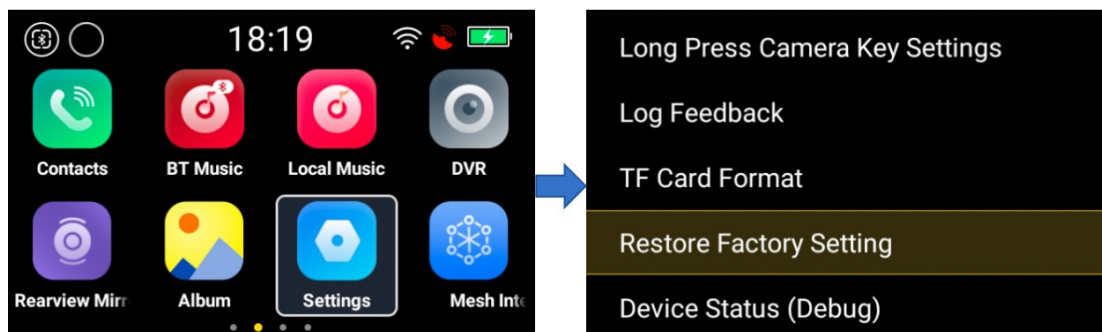 18:19
Contacts
BT Music
Local Music
DVR
Rearview Mirr
Album
Settings
Mesh Inte
Long Press Camera Key Settings
Log Feedback
TF Card Format
Restore Factory Setting
Device Status (Debug)